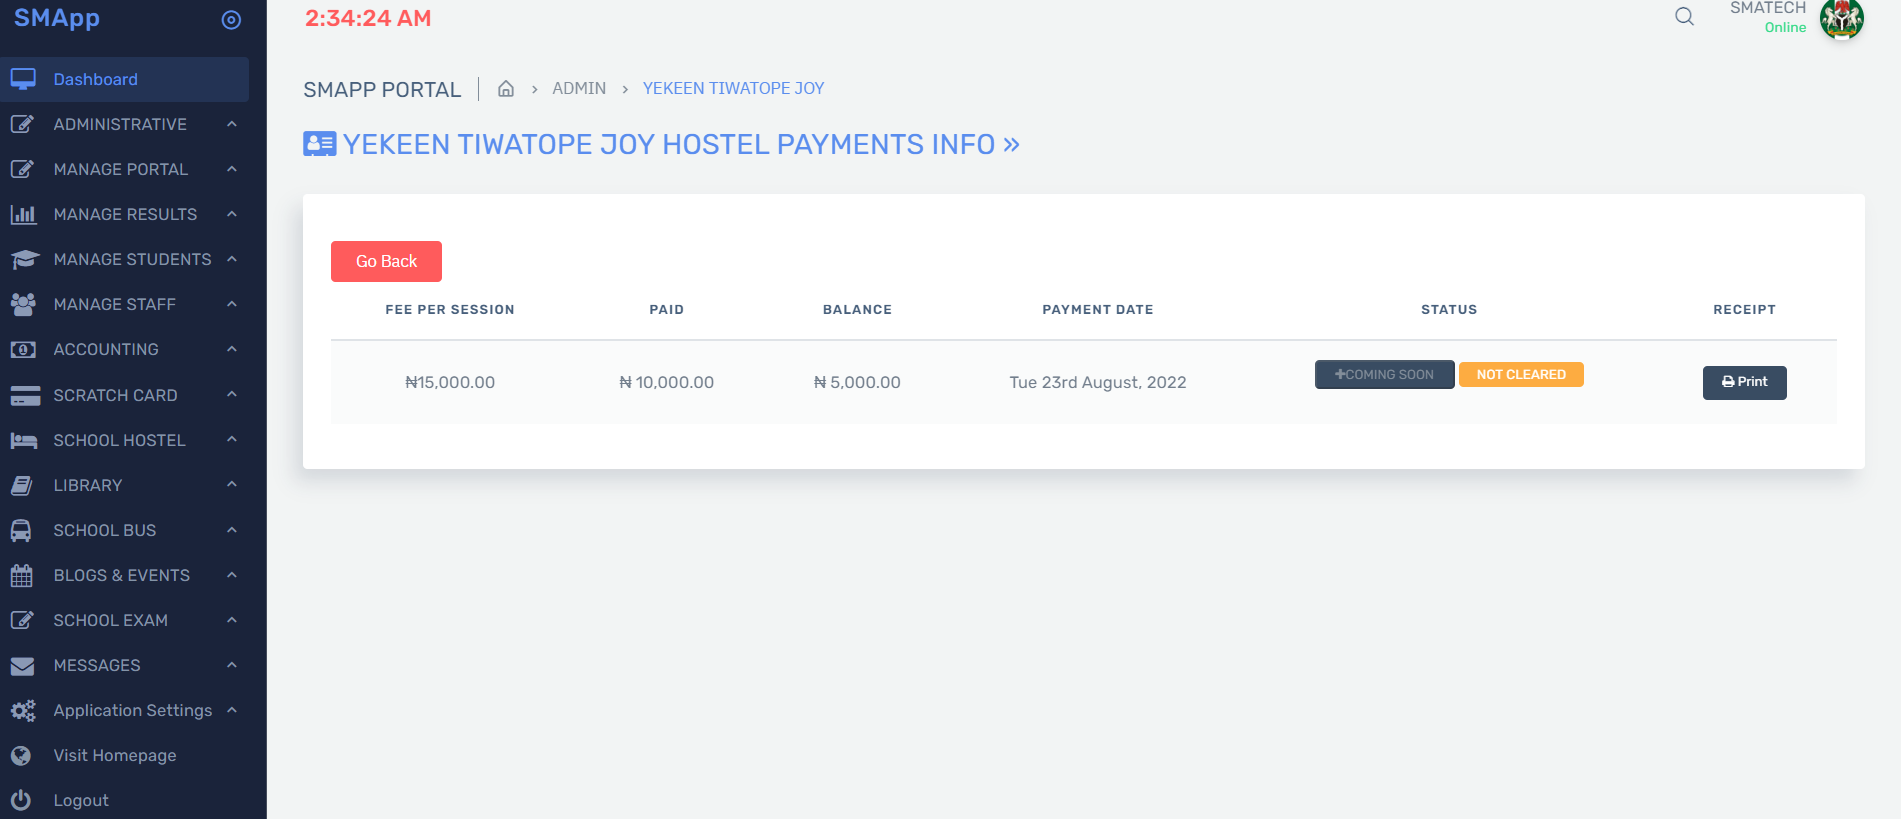 SMApp
Dashboard
ADMINISTRATIVE
MANAGE PORTAL
MANAGE RESULTS
MANAGE STUDENTS
MANAGE STAFF
ACCOUNTING
SCRATCH CARD
SCHOOL HOSTEL
LIBRARY
SCHOOL BUS
BLOGS & EVENTS
SCHOOL EXAM
MESSAGES
Application Settings
Visit Homepage
Logout
2:34:24 AM
SMATECH
Online
SMAPP PORTAL | > ADMIN > YEKEEN TIWATOPE JOY
YEKEEN TIWATOPE JOY HOSTEL PAYMENTS INFO »
Go Back
FEE PER SESSION PAID BALANCE PAYMENT DATE STATUS RECEIPT
₦15,000.00 ₦ 10,000.00 ₦ 5,000.00 Tue 23rd August, 2022 +COMING SOON NOT CLEARED Print